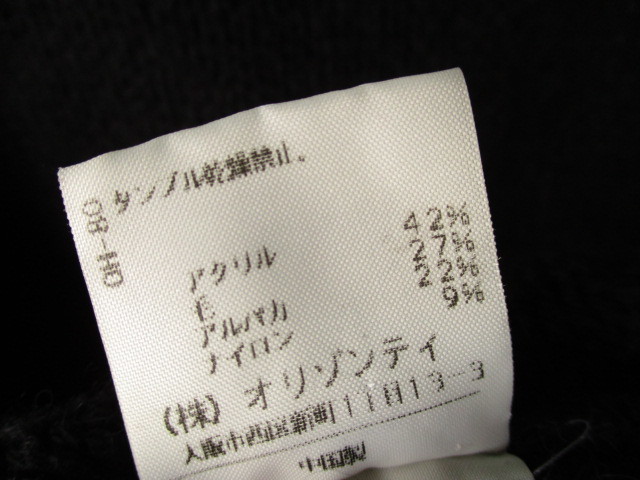 タンブル乾燥禁止。
OH-80
アクリル 42%
毛 27%
アルパカ 22%
ナイロン 9%
(株)オリゾンティ
大阪市西区新町1丁目13-3
中国製